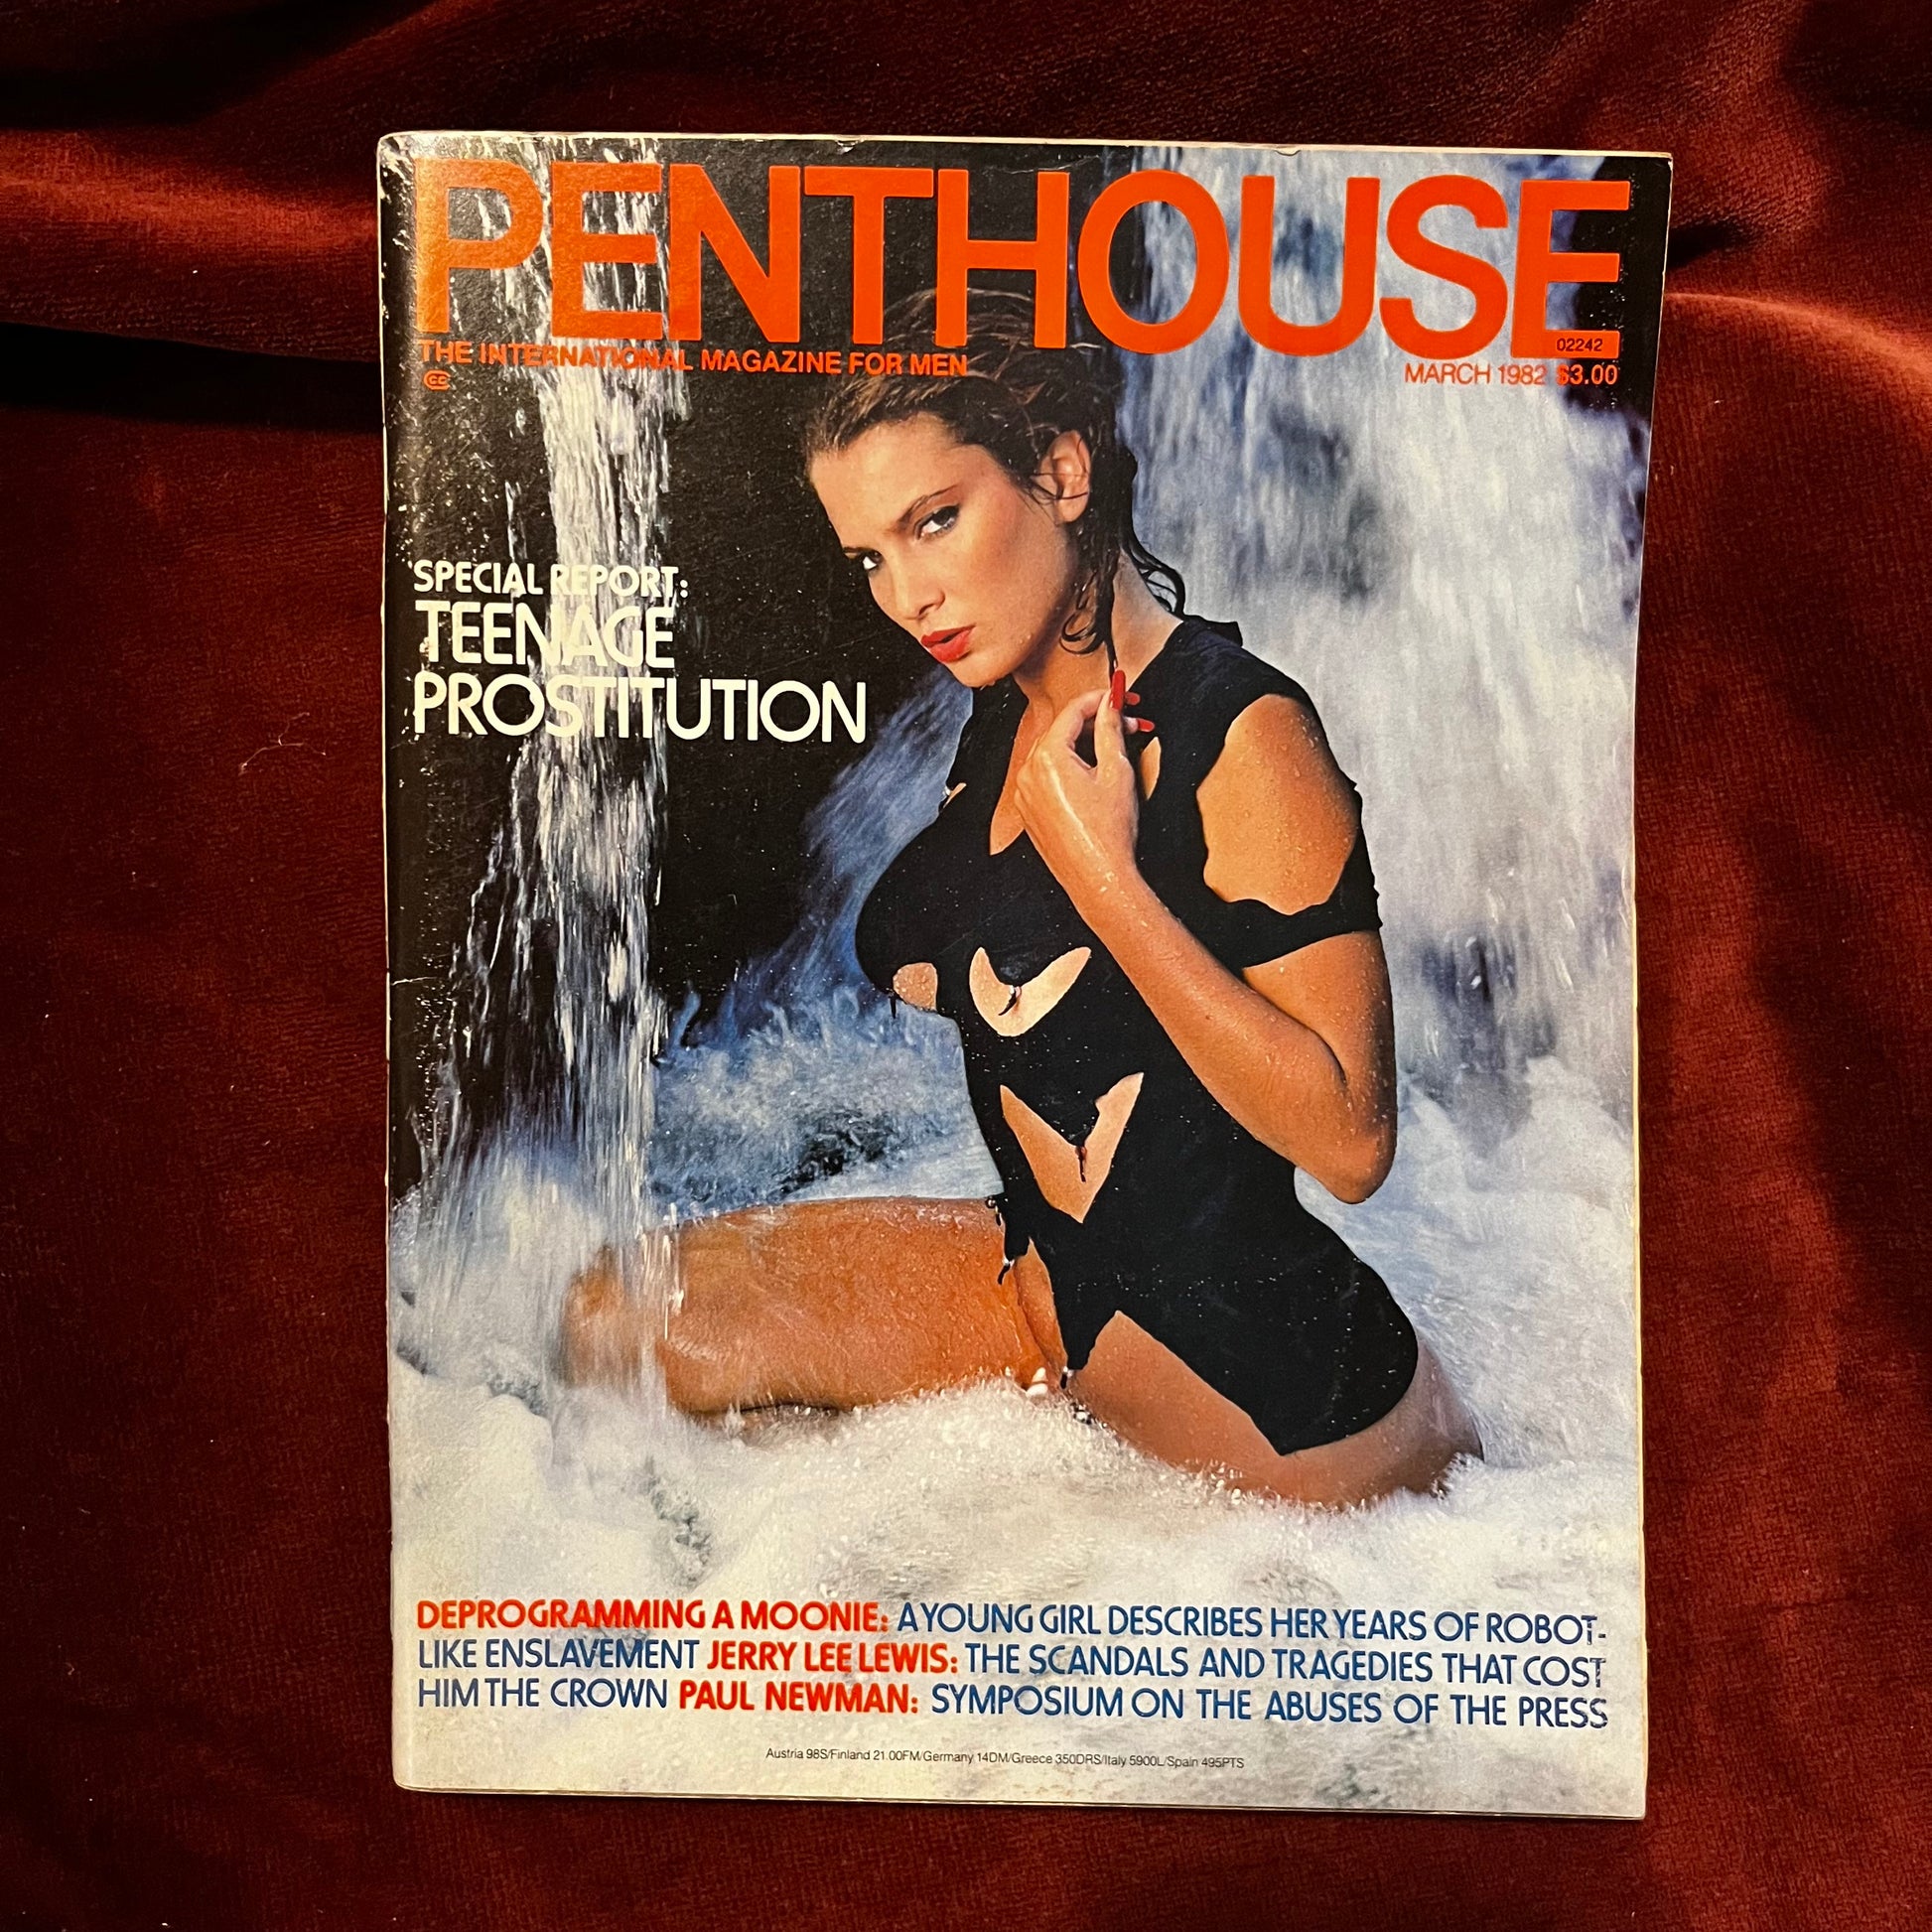 PENTHOUSE
02242
THE INTERNATIONAL MAGAZINE FOR MEN
MARCH 1982 $3.00
SPECIAL REPORT:
TEENAGE
PROSTITUTION
DEPROGRAMMING A MOONIE: A YOUNG GIRL DESCRIBES HER YEARS OF ROBOT-
LIKE ENSLAVEMENT JERRY LEE LEWIS: THE SCANDALS AND TRAGEDIES THAT COST
HIM THE CROWN PAUL NEWMAN: SYMPOSIUM ON THE ABUSES OF THE PRESS
Austria 98S/Finland 21.00FM/Germany 14DM/Greece 350DRS/Italy 5900L/Spain 495PTS